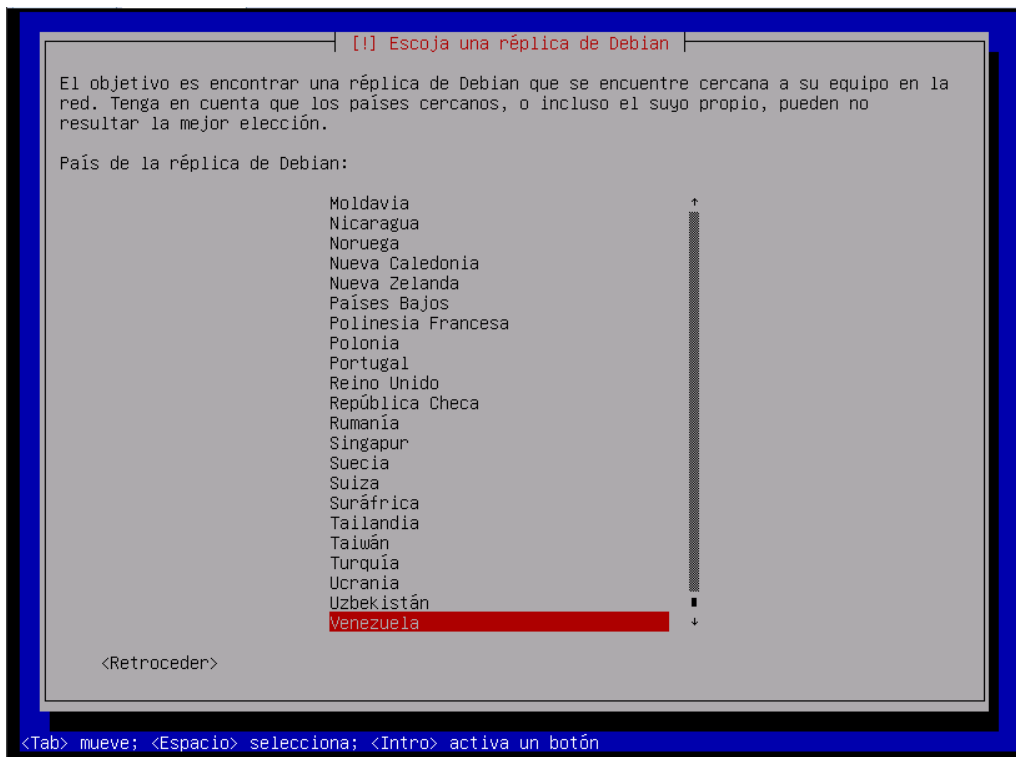 [!] Escoja una réplica de Debian
El objetivo es encontrar una réplica de Debian que se encuentre cercana a su equipo en la
red. Tenga en cuenta que los países cercanos, o incluso el suyo propio, pueden no
resultar la mejor elección.
País de la réplica de Debian:
Moldavia
Nicaragua
Noruega
Nueva Caledonia
Nueva Zelanda
Países Bajos
Polinesia Francesa
Polonia
Portugal
Reino Unido
República Checa
Rumanía
Singapur
Suecia
Suiza
Suráfrica
Tailandia
Taiwán
Turquía
Ucrania
Uzbekistán
Venezuela
<Retroceder>
<Tab> mueve; <Espacio> selecciona; <Intro> activa un botón